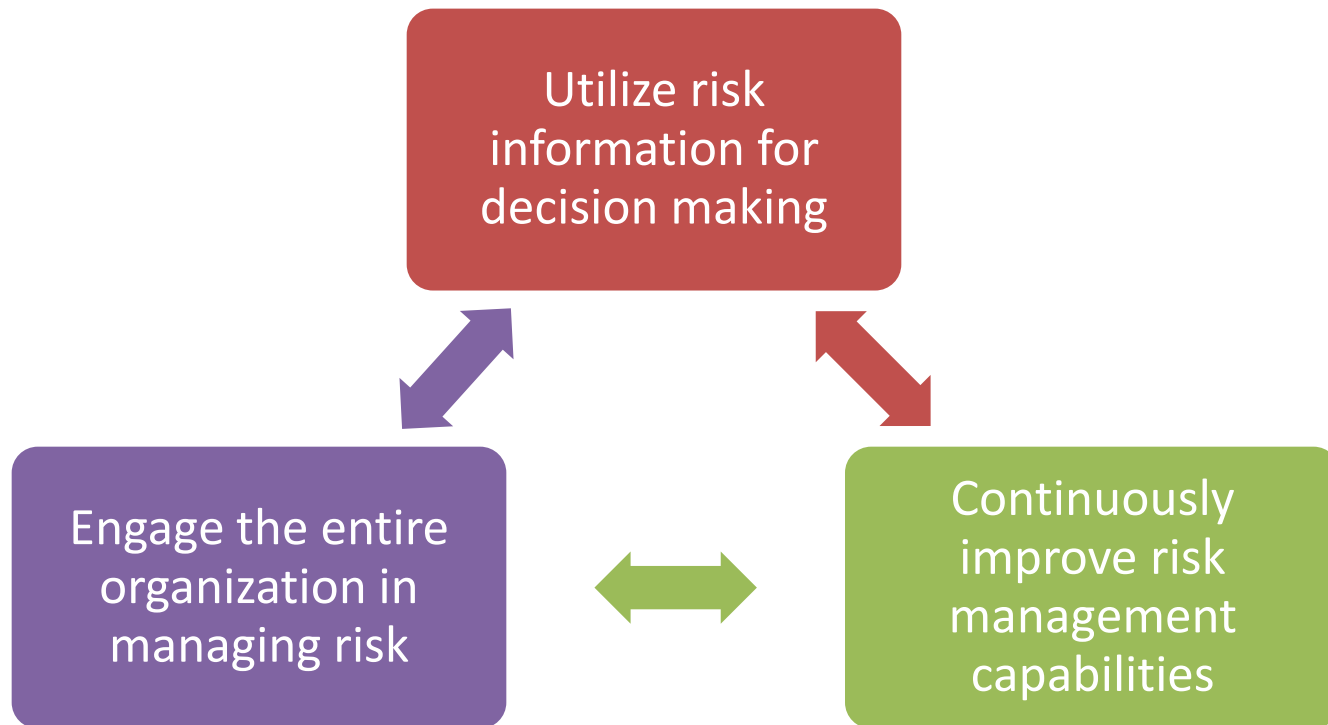 Utilize risk
information for
decision making
Engage the entire
organization in
managing risk
Continuously
improve risk
management
capabilities